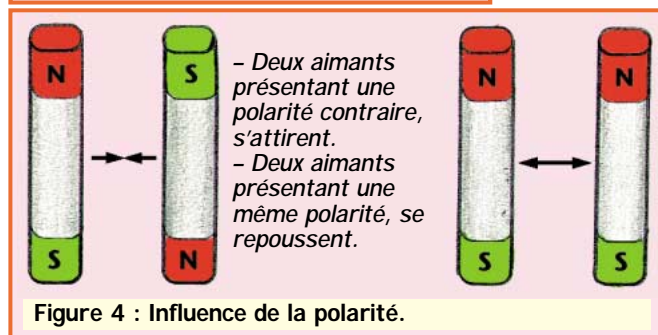 N
S
S
N
– Deux aimants
présentant une
polarité contraire,
s'attirent.
– Deux aimants
présentant une
même polarité, se
repoussent.
N
N
S
S
Figure 4 : Influence de la polarité.